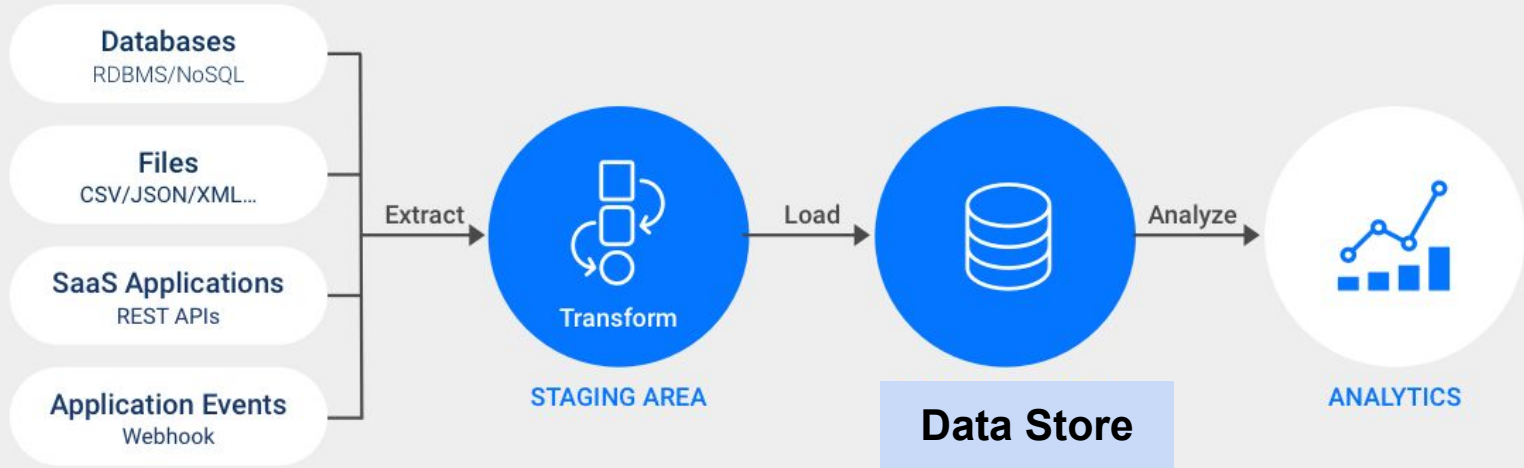 Databases
RDBMS/NoSQL
Files
CSV/JSON/XML...
SaaS Applications
REST APIs
Application Events
Webhook
Extract
Transform
STAGING AREA
Load
Data Store
Analyze
ANALYTICS